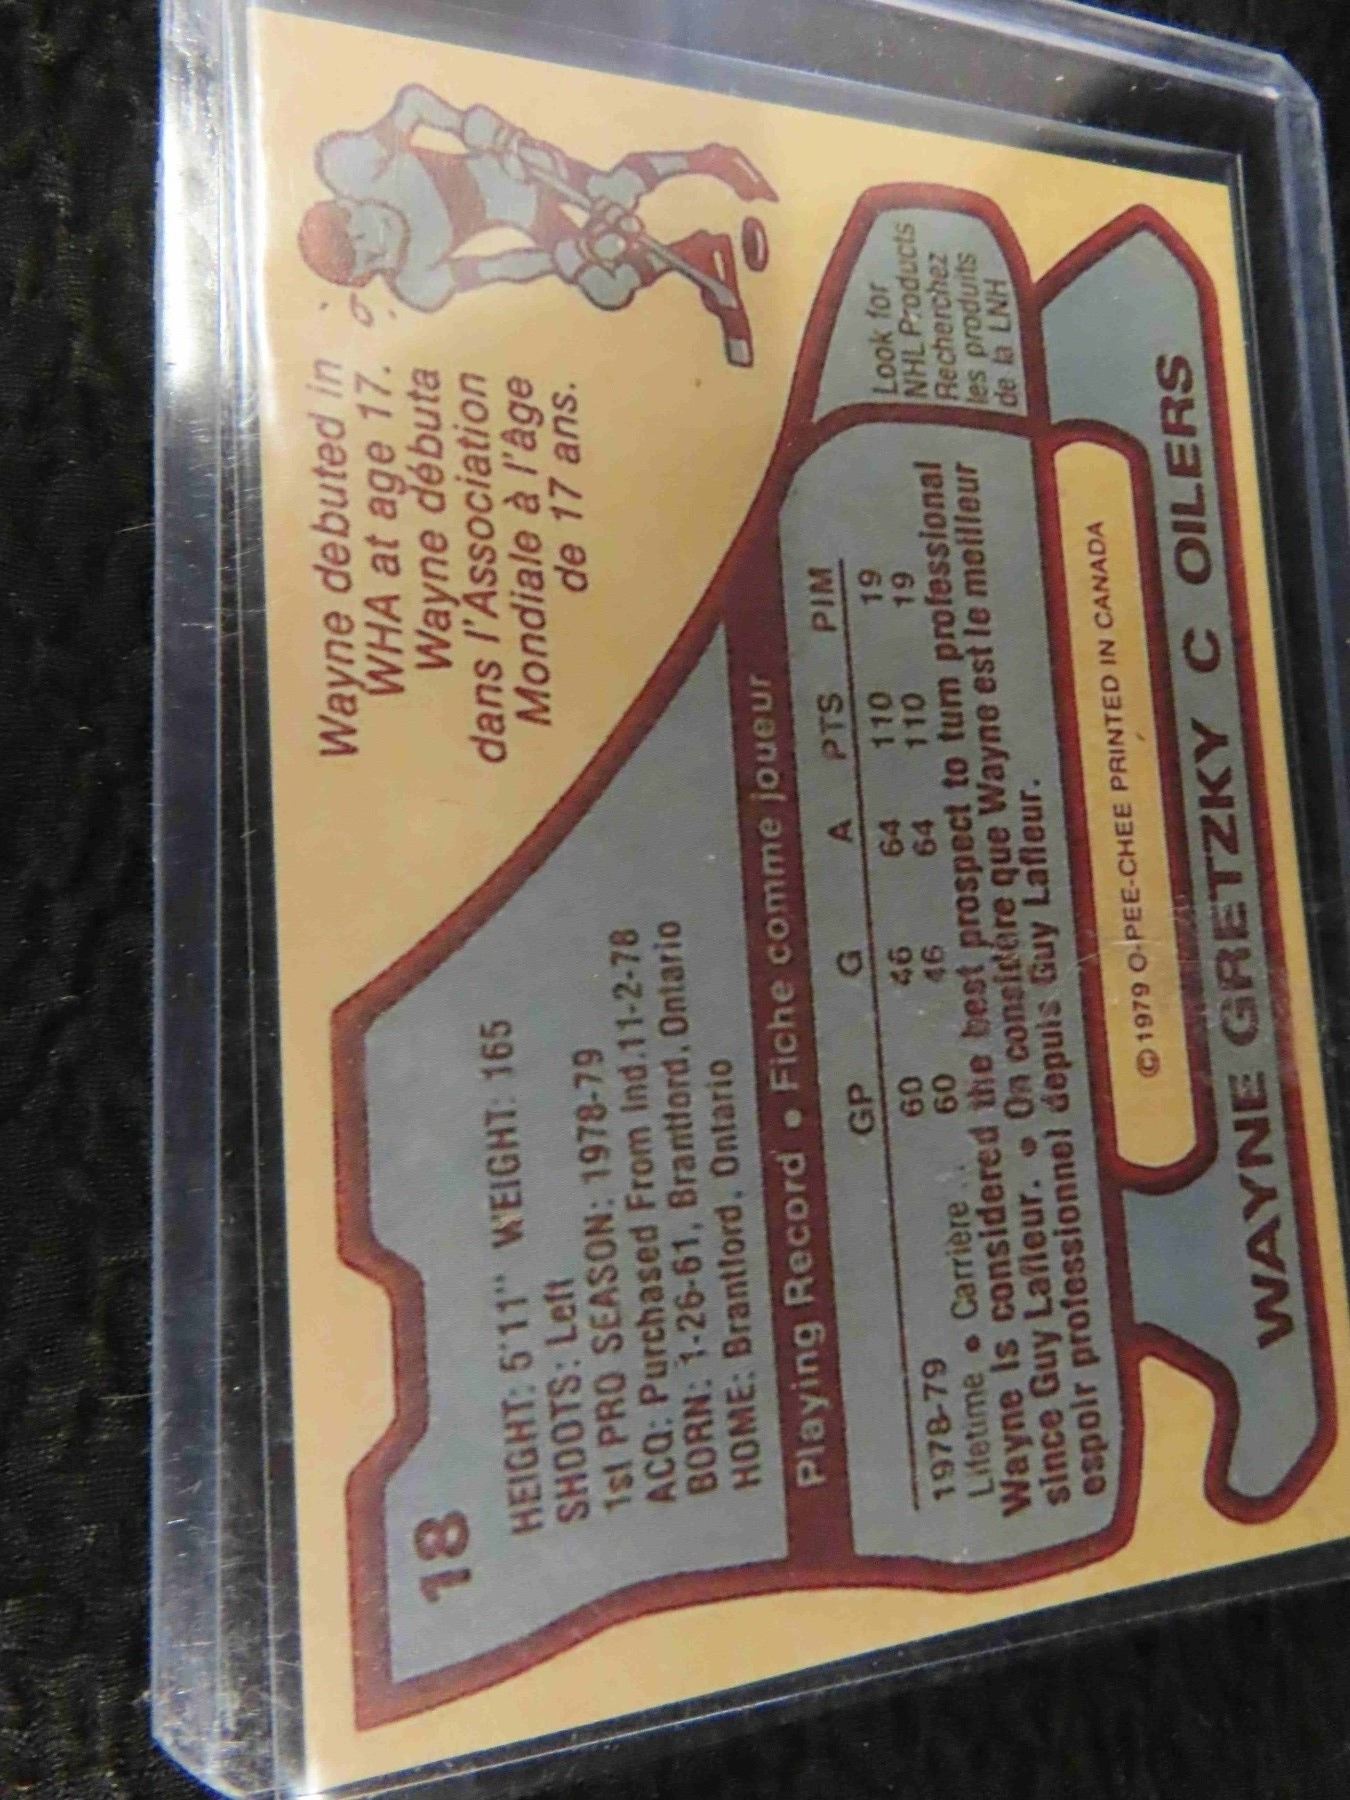 18
Wayne debuted in
WHA at age 17.
Wayne débuta
dans l'Association
Mondiale à l'âge
de 17 ans.
HEIGHT: 5'11" WEIGHT: 165
SHOOTS: Left
1st PRO SEASON: 1978-79
ACQ: Purchased From Ind. 11-2-78
BORN: 1-26-61, Brantford, Ontario
HOME: Brantford, Ontario
Playing Record • Fiche comme joueur
GP G A PTS PIM
1978-79 60 46 64 110 19
Lifetime • Carrière .. 60 46 64 110 19
Wayne is considered the best prospect to turn professional
since Guy Lafleur. • On considère que Wayne est le meilleur
espoir professionnel depuis Guy Lafleur.
Look for
NHL Products
Recherchez
les produits
de la LNH
© 1979 O-PEE-CHEE PRINTED IN CANADA
WAYNE GRETZKY C OILERS